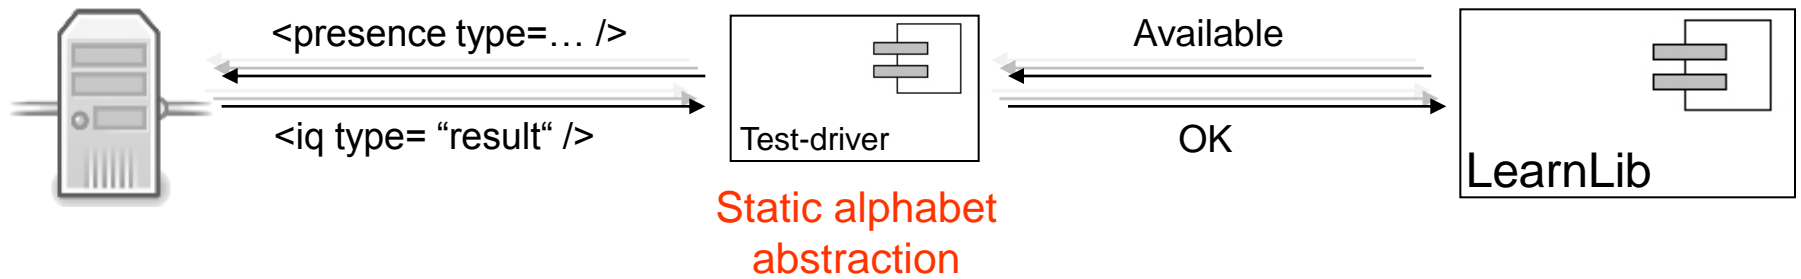 <presence type=… />
Available
<iq type= “result“ />
Test-driver
OK
LearnLib
Static alphabet
abstraction